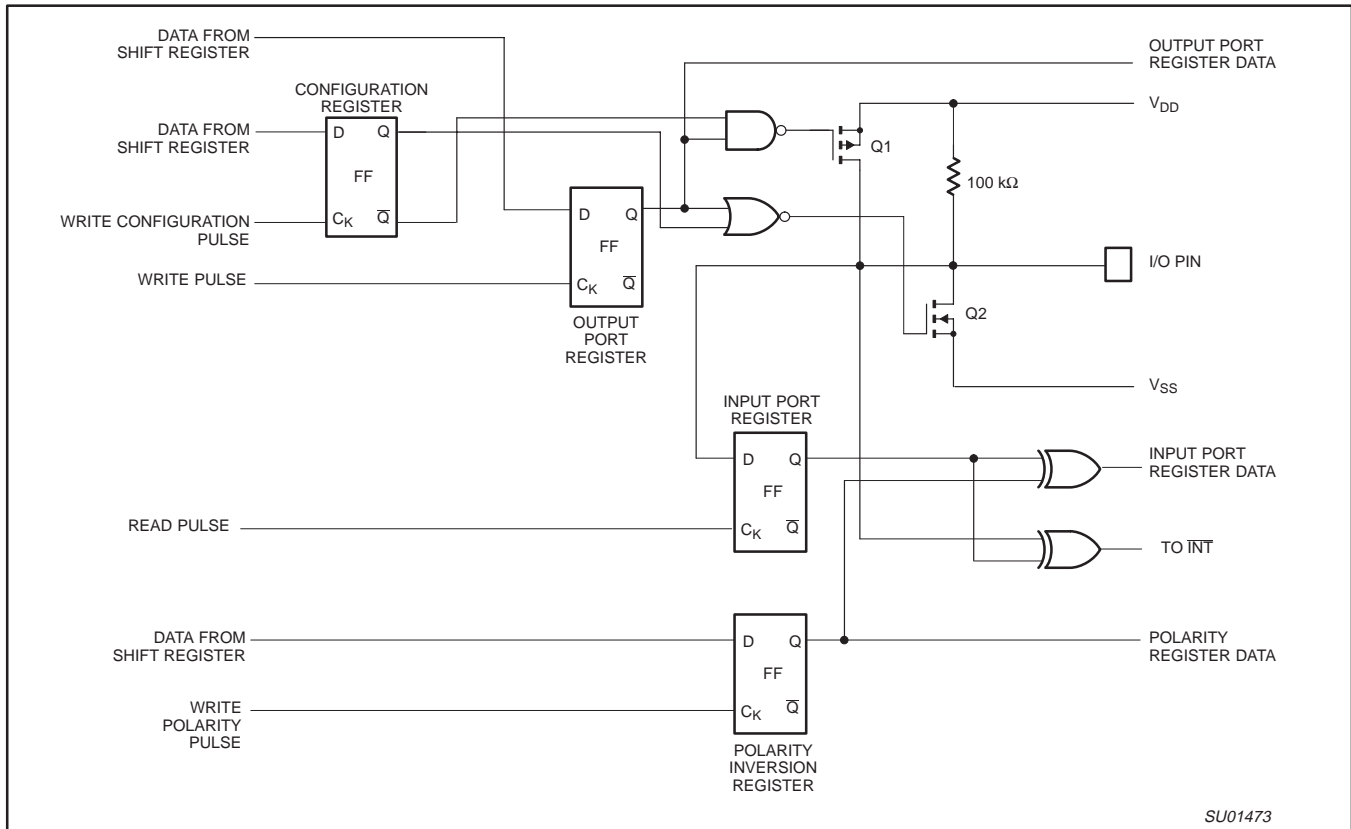 DATA FROM
SHIFT REGISTER
CONFIGURATION
REGISTER
DATA FROM
SHIFT REGISTER
D
Q
FF
CK
Q̅
WRITE CONFIGURATION
PULSE
WRITE PULSE
D
Q
FF
CK
Q̅
OUTPUT
PORT
REGISTER
OUTPUT PORT
REGISTER DATA
VDD
Q1
100 kΩ
I/O PIN
Q2
VSS
INPUT PORT
REGISTER
D
Q
FF
CK
Q̅
READ PULSE
INPUT PORT
REGISTER DATA
TO I̅N̅T̅
DATA FROM
SHIFT REGISTER
D
Q
FF
CK
Q̅
WRITE
POLARITY
PULSE
POLARITY
INVERSION
REGISTER
POLARITY
REGISTER DATA
SU01473